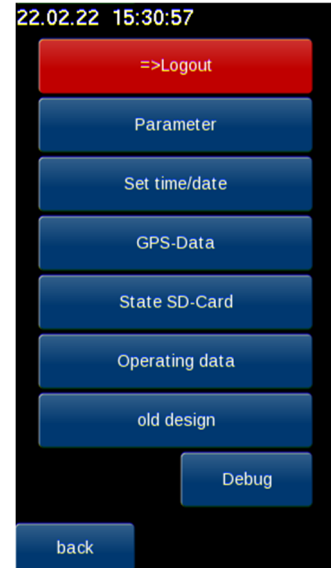 22.02.22 15:30:57
=>Logout
Parameter
Set time/date
GPS-Data
State SD-Card
Operating data
old design
Debug
back